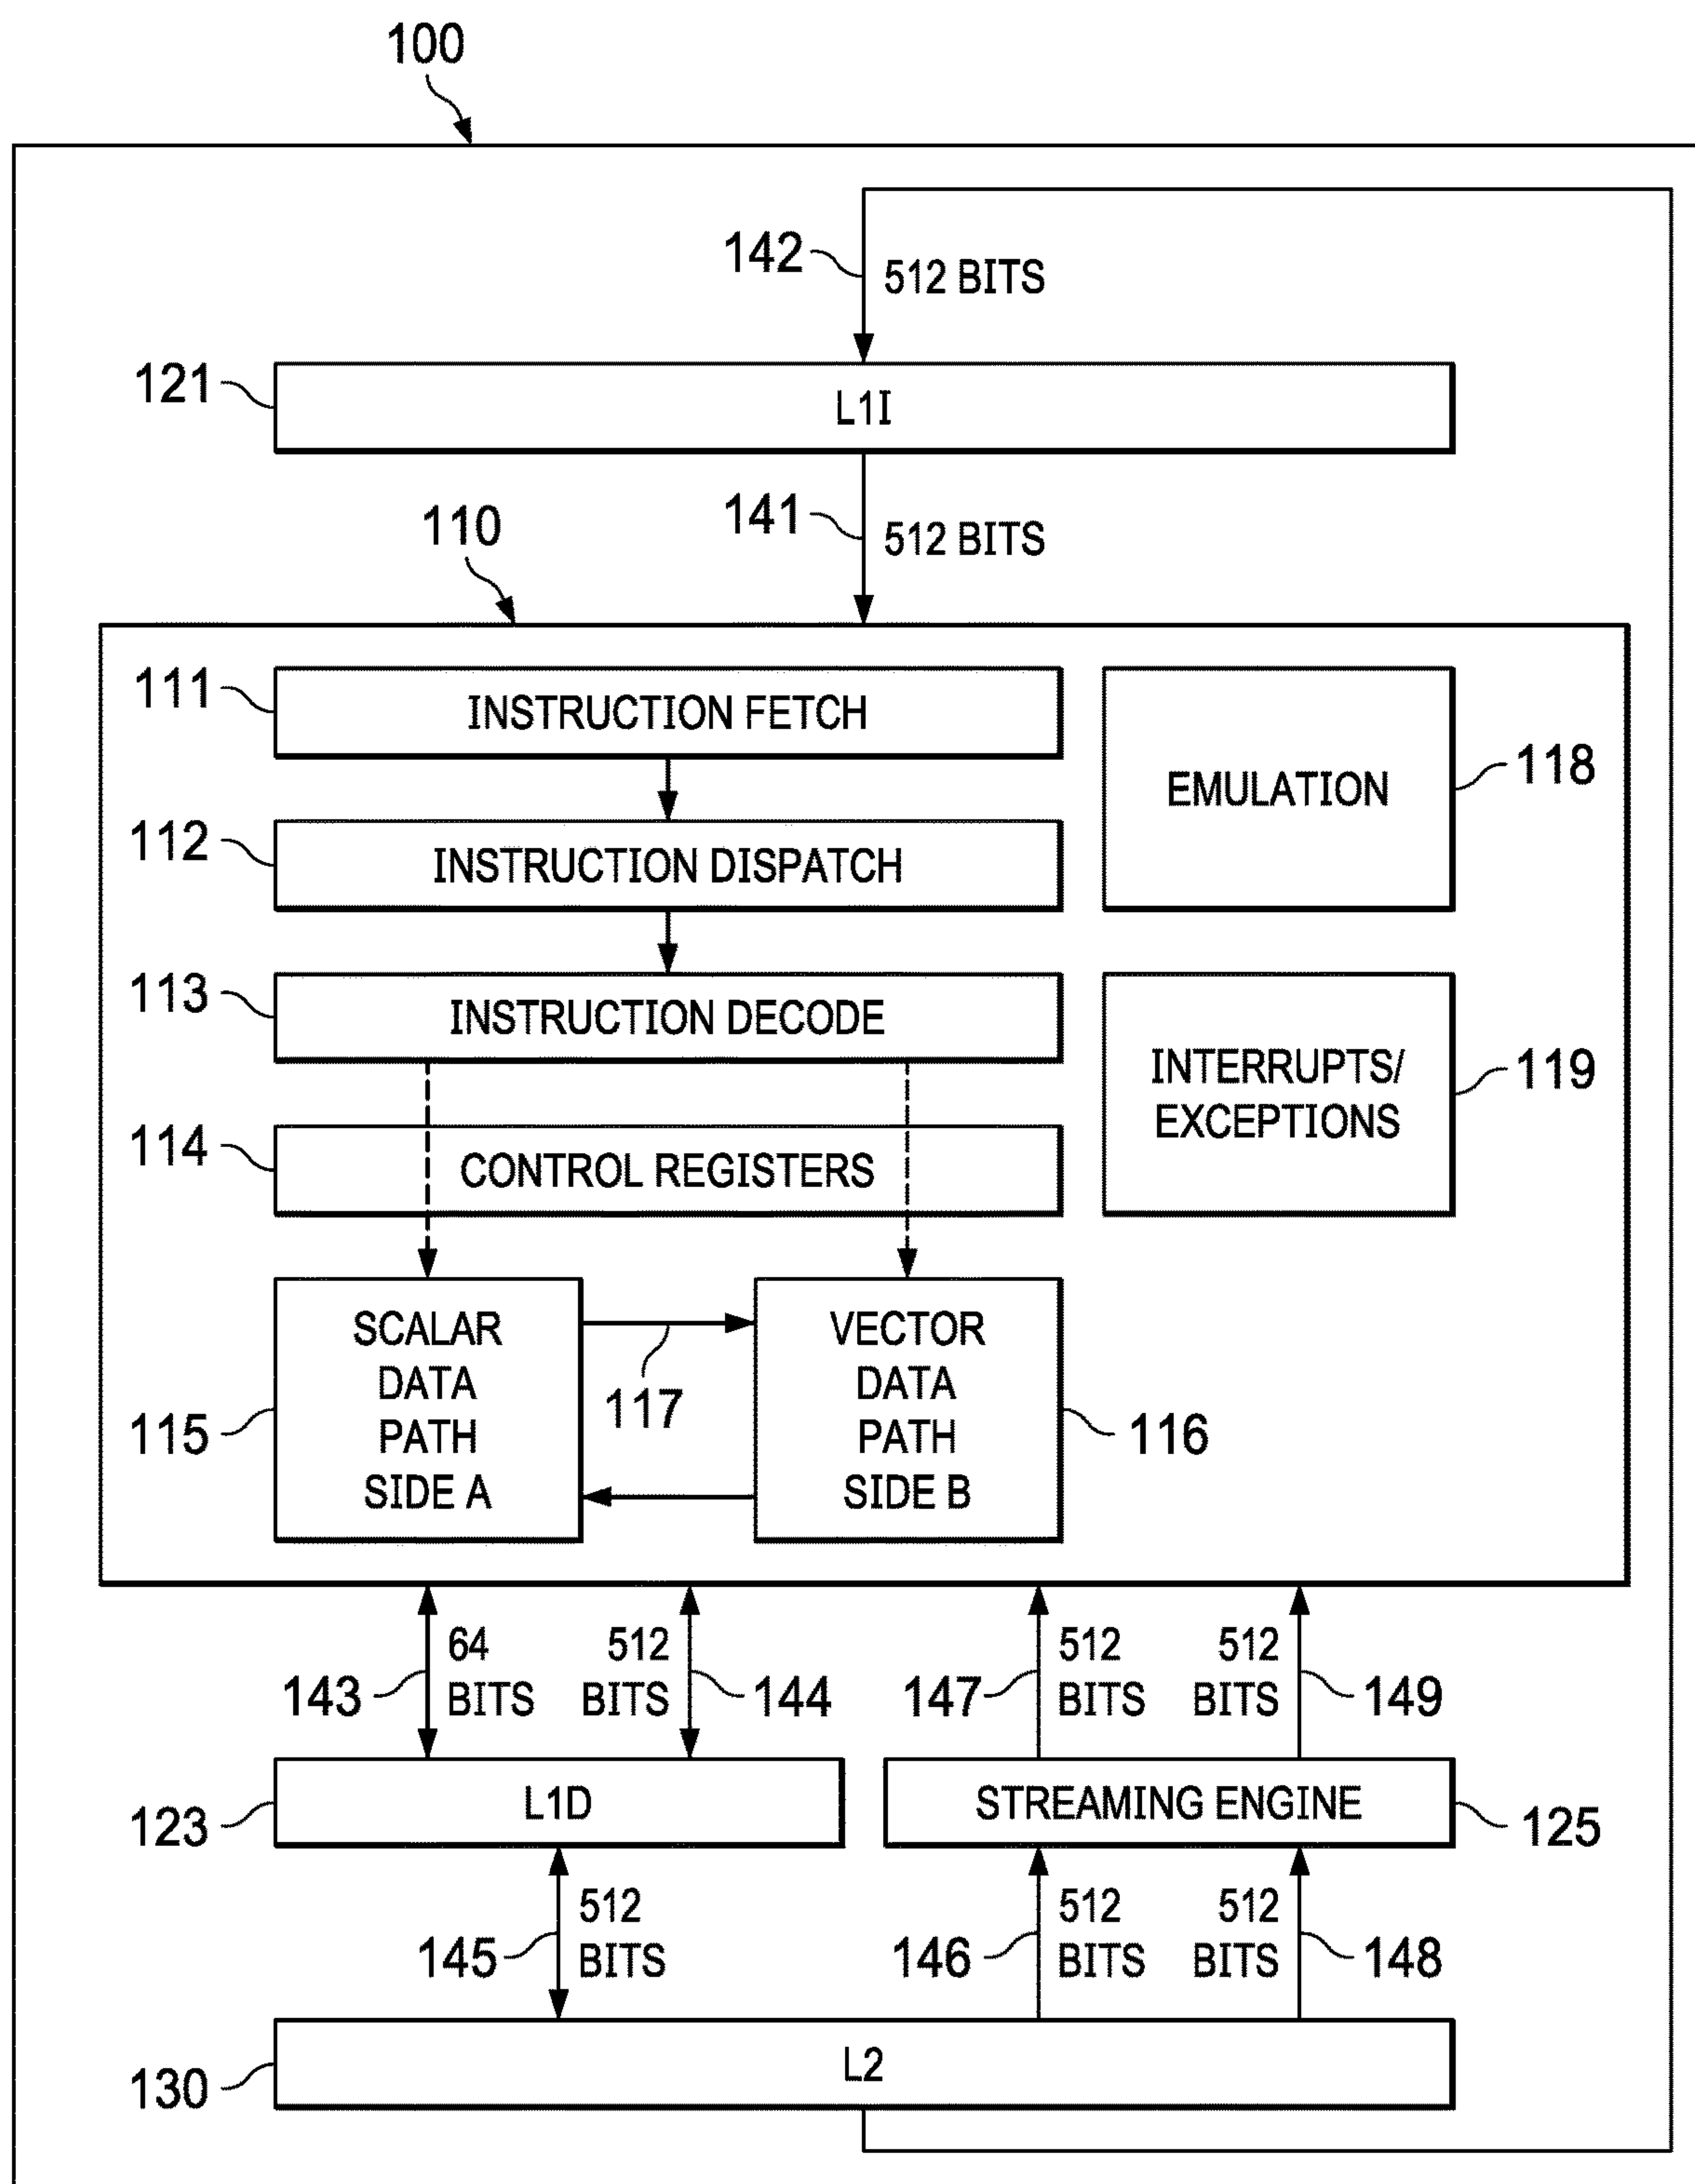 100
142
512 BITS
121
L1I
141
512 BITS
110
111
INSTRUCTION FETCH
118
EMULATION
112
INSTRUCTION DISPATCH
113
INSTRUCTION DECODE
119
INTERRUPTS/
EXCEPTIONS
114
CONTROL REGISTERS
115
SCALAR
DATA
PATH
SIDE A
117
VECTOR
DATA
PATH
SIDE B
116
143
64
BITS
512
BITS
144
147
512
BITS
512
BITS
149
123
L1D
STREAMING ENGINE
125
145
512
BITS
146
512
BITS
512
BITS
148
130
L2